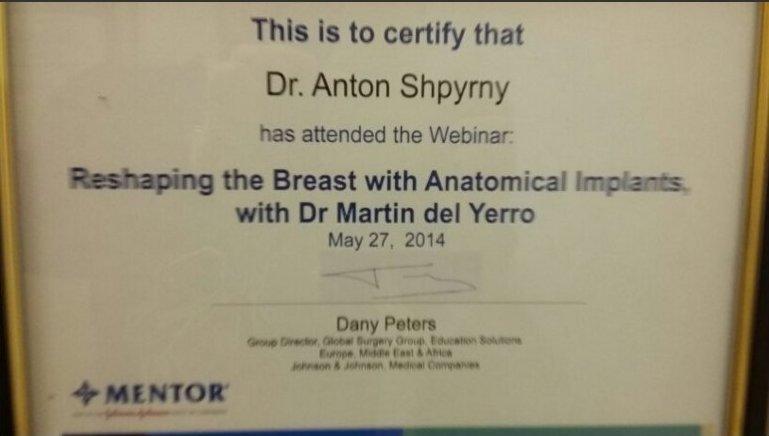 This is to certify that
Dr. Anton Shpyrny
has attended the Webinar:
Reshaping the Breast with Anatomical Implants,
with Dr Martin del Yerro
May 27, 2014
Dany Peters
Group Director, Global Surgery Group, Education Solutions
Europe, Middle East & Africa
Johnson & Johnson, Medical Companies
MENTOR